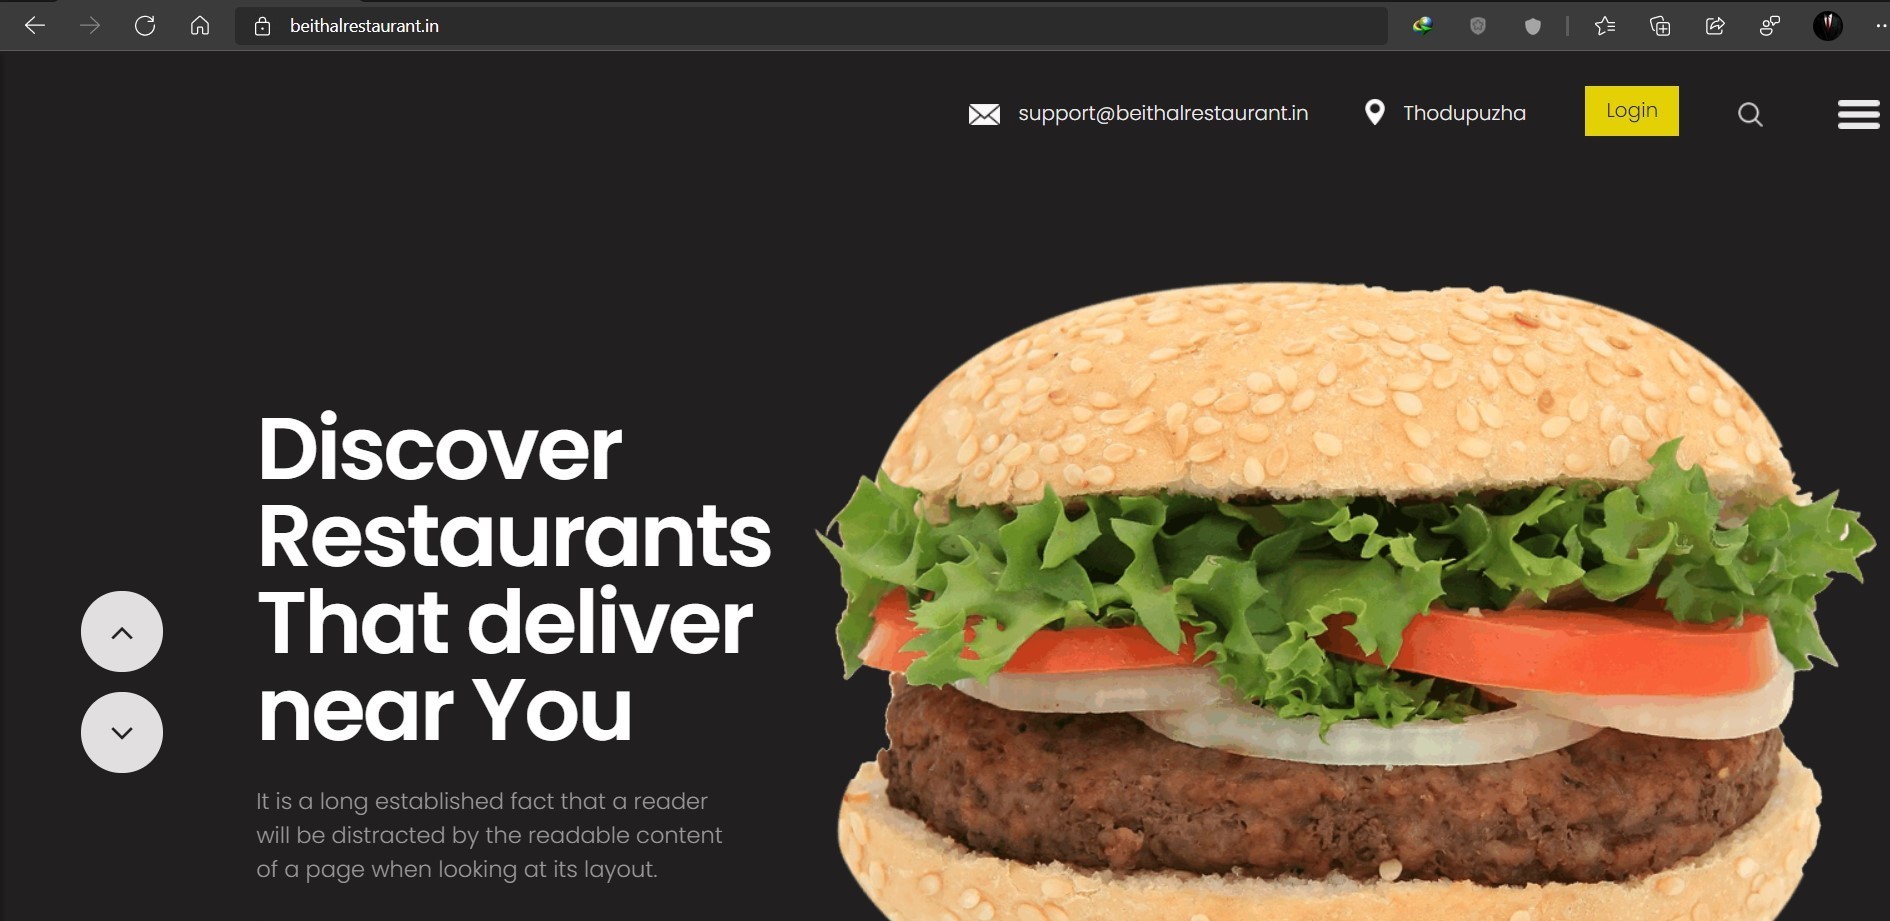 beithalrestaurant.in
support@beithalrestaurant.in
Thodupuzha
Login
Discover
Restaurants
That deliver
near You
It is a long established fact that a reader
will be distracted by the readable content
of a page when looking at its layout.